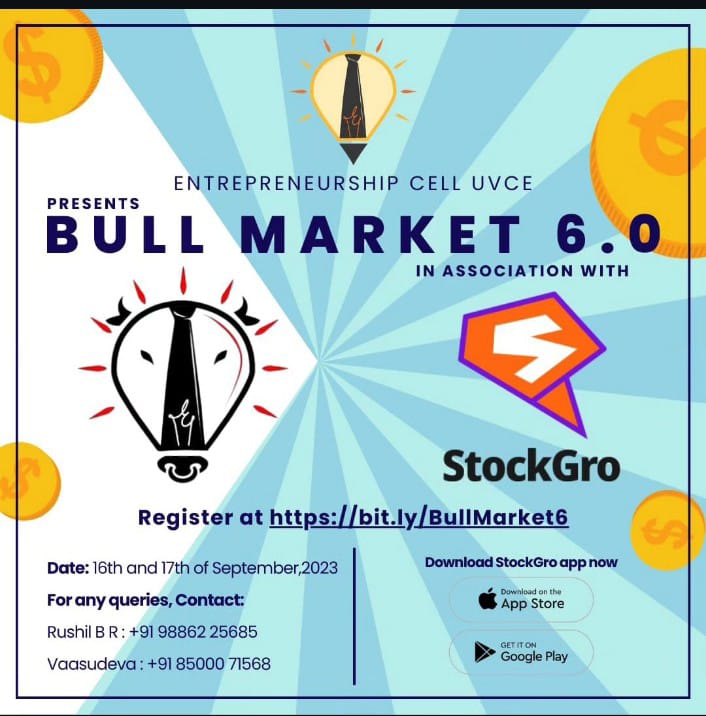 ENTREPRENEURSHIP CELL UVCE
PRESENTS
BULL MARKET 6.0
IN ASSOCIATION WITH
StockGro
Register at https://bit.ly/BullMarket6
Date: 16th and 17th of September,2023
For any queries, Contact:
Rushil B R : +91 98862 25685
Vaasudeva : +91 85000 71568
Download StockGro app now
Download on the
App Store
GET IT ON
Google Play